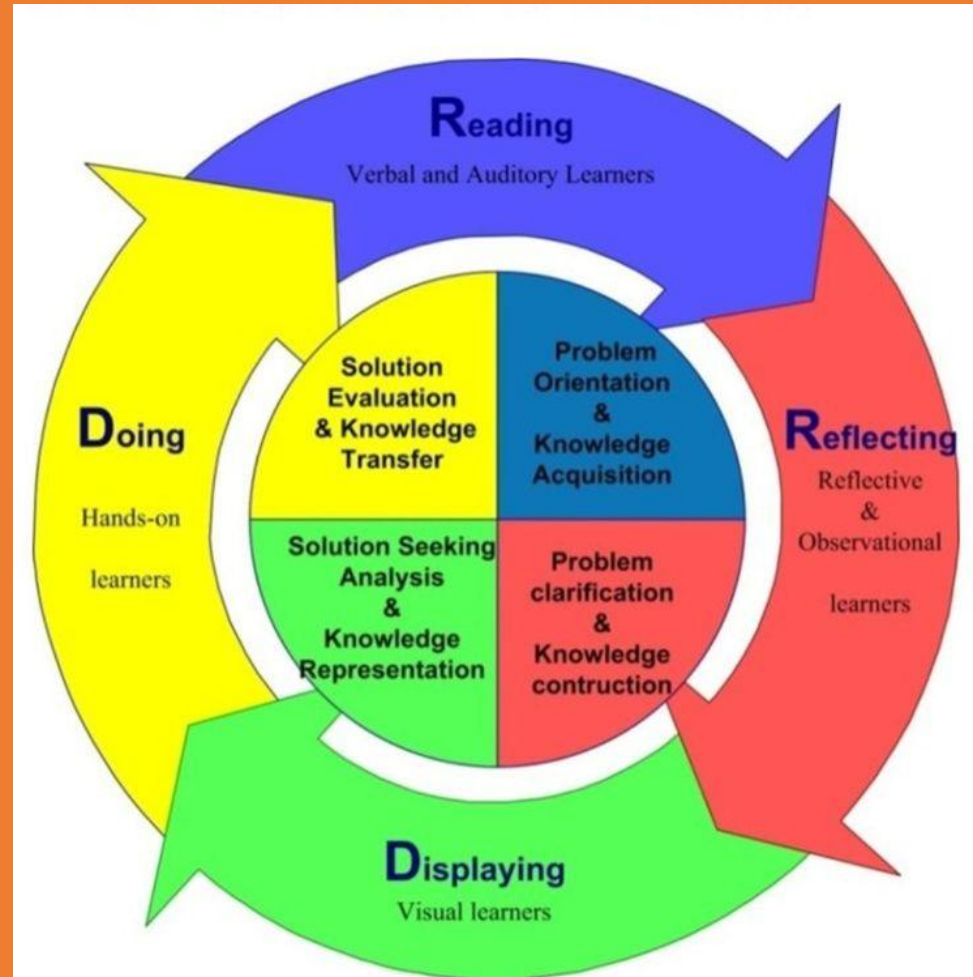 Reading
Verbal and Auditory Learners
Reflecting
Reflective
&
Observational
learners
Displaying
Visual learners
Doing
Hands-on
learners
Problem
Orientation
&
Knowledge
Acquisition
Problem
clarification
&
Knowledge
contruction
Solution Seeking
Analysis
&
Knowledge
Representation
Solution
Evaluation
& Knowledge
Transfer